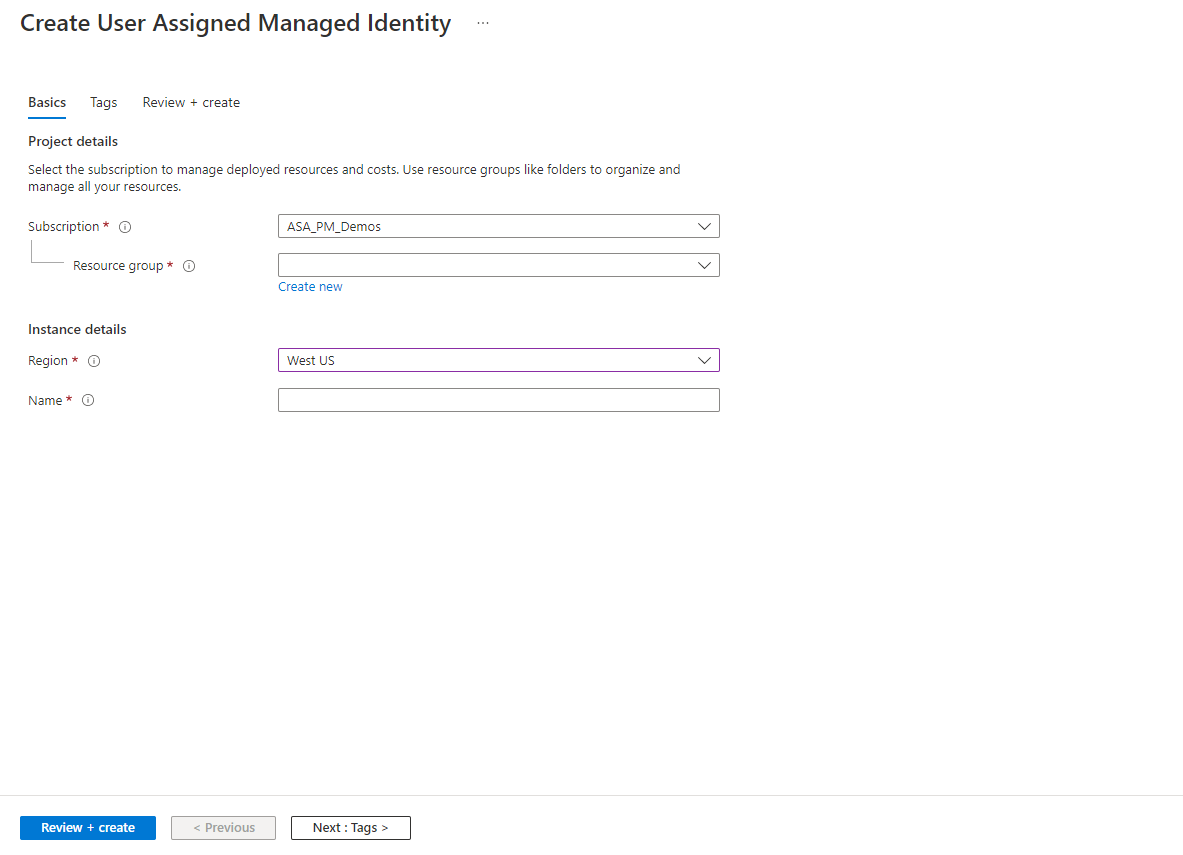 Create User Assigned Managed Identity ...
Basics Tags Review + create
Project details
Select the subscription to manage deployed resources and costs. Use resource groups like folders to organize and
manage all your resources.
Subscription * ASA_PM_Demos
Resource group *
Create new
Instance details
Region * West US
Name *
Review + create < Previous Next : Tags >